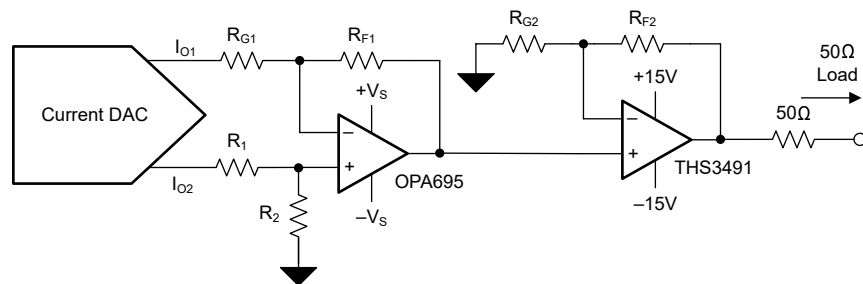 Current DAC
I_O1
R_G1
R_F1
+V_S
−
+
OPA695
−V_S
I_O2
R_1
R_2
R_G2
R_F2
+15V
−
+
THS3491
−15V
50Ω
Load
50Ω